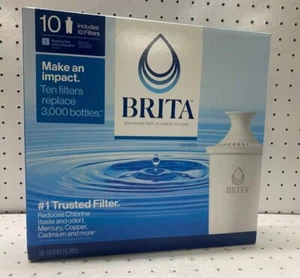 10 Includes
10 Filters
Make an
impact.
Ten filters
replace
3,000 bottles.
BRITA
#1 Trusted Filter.
Reduces Chlorine
(taste and odor),
Mercury, Copper,
Cadmium and more
BRITA